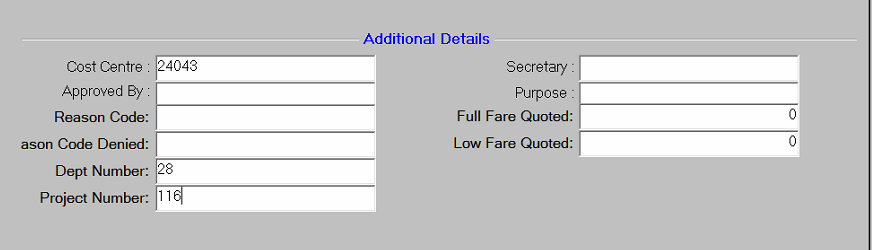 Additional Details
Cost Centre : 24043
Secretary :
Approved By :
Purpose :
Reason Code:
Full Fare Quoted: 0
ason Code Denied:
Low Fare Quoted: 0
Dept Number: 28
Project Number: 116